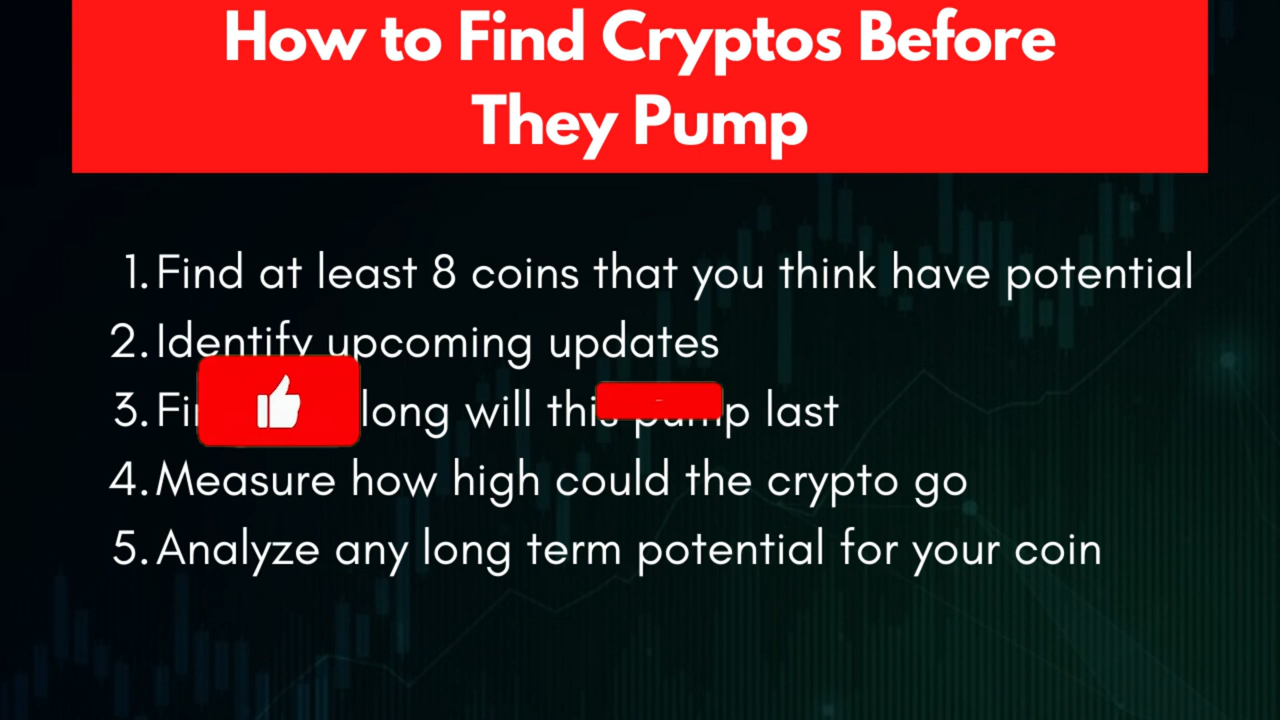 How to Find Cryptos Before
They Pump
1. Find at least 8 coins that you think have potential
2. Identify upcoming updates
3. long will this pump last
4. Measure how high could the crypto go
5. Analyze any long term potential for your coin